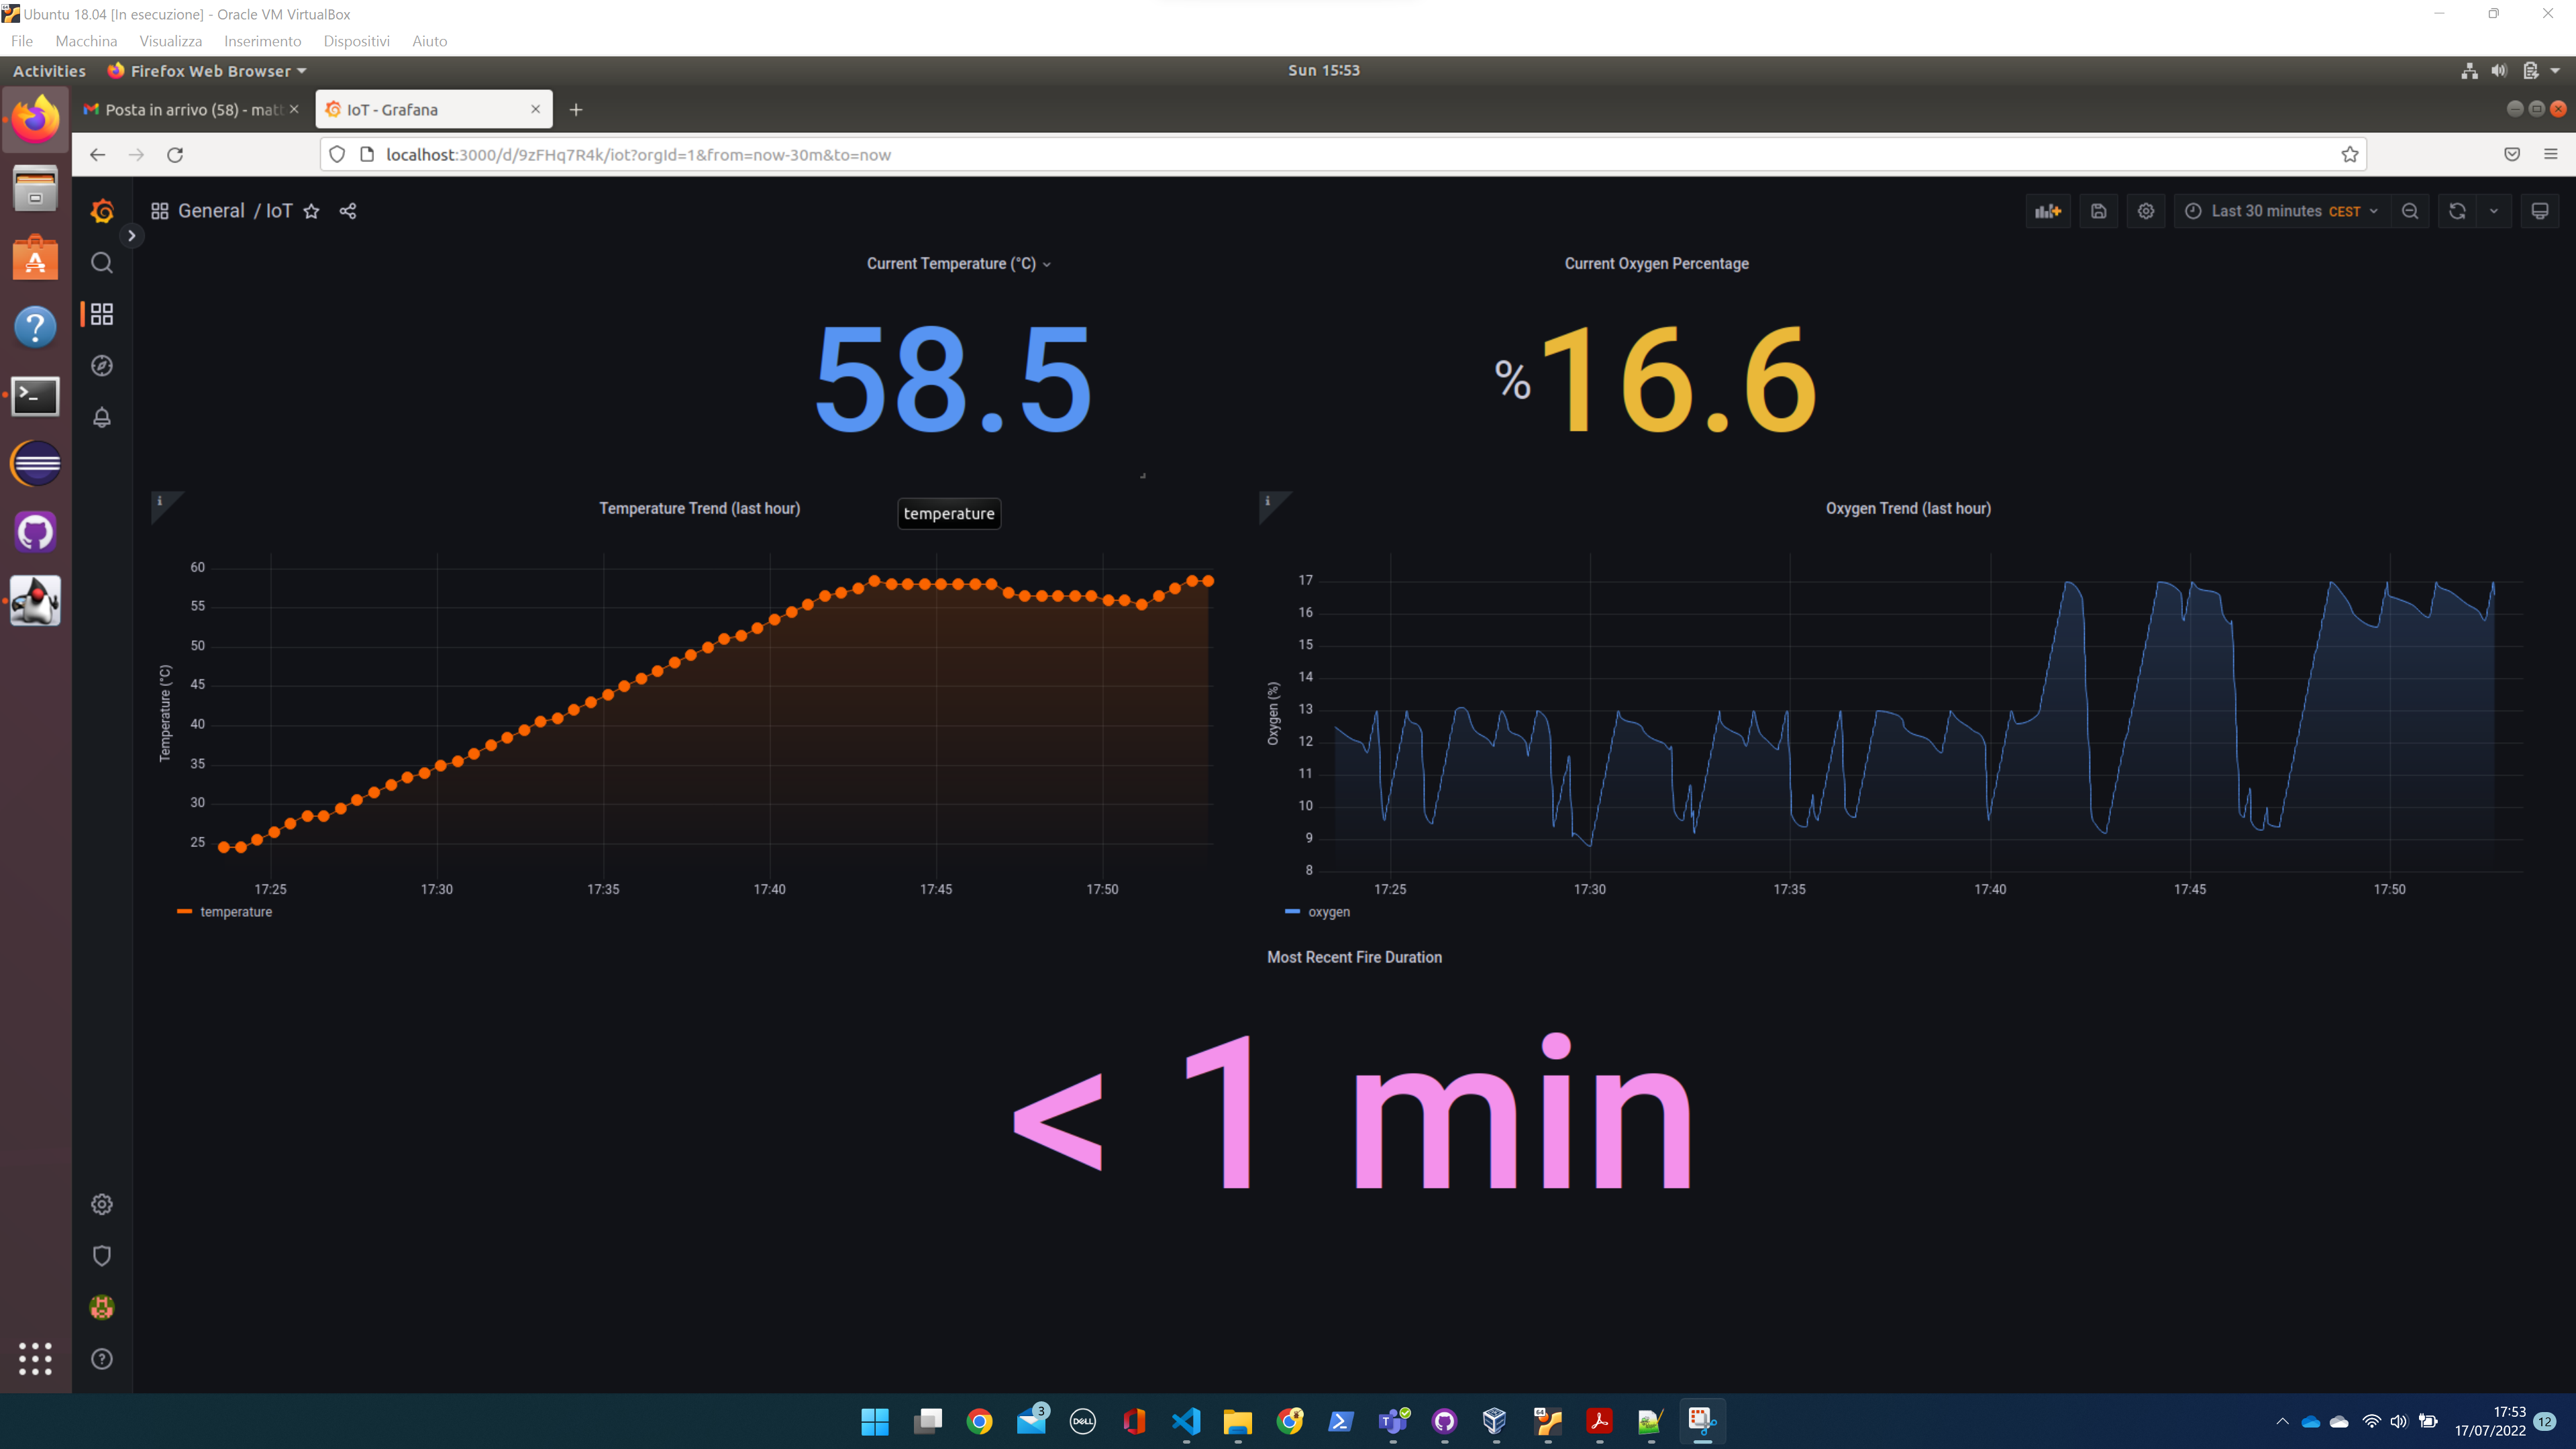 Ubuntu 18.04 [In esecuzione] - Oracle VM VirtualBox
File Macchina Visualizza Inserimento Dispositivi Aiuto
Activities Firefox Web Browser Sun 15:53
Posta in arrivo (58) - mat IoT - Grafana
localhost:3000/d/9zFHq7R4k/iot?orgId=1&from=now-30m&to=now
General / IoT Last 30 minutes CEST
Current Temperature (°C) Current Oxygen Percentage
58.5 %16.6
Temperature Trend (last hour) temperature Oxygen Trend (last hour)
60
55
50
45
40
35
30
25
Temperature (°C)
17:25 17:30 17:35 17:40 17:45 17:50
temperature
17
16
15
14
13
12
11
10
9
8
Oxygen (%)
17:25 17:30 17:35 17:40 17:45 17:50
oxygen
Most Recent Fire Duration
< 1 min
3
DELL
64
17:53
17/07/2022
12